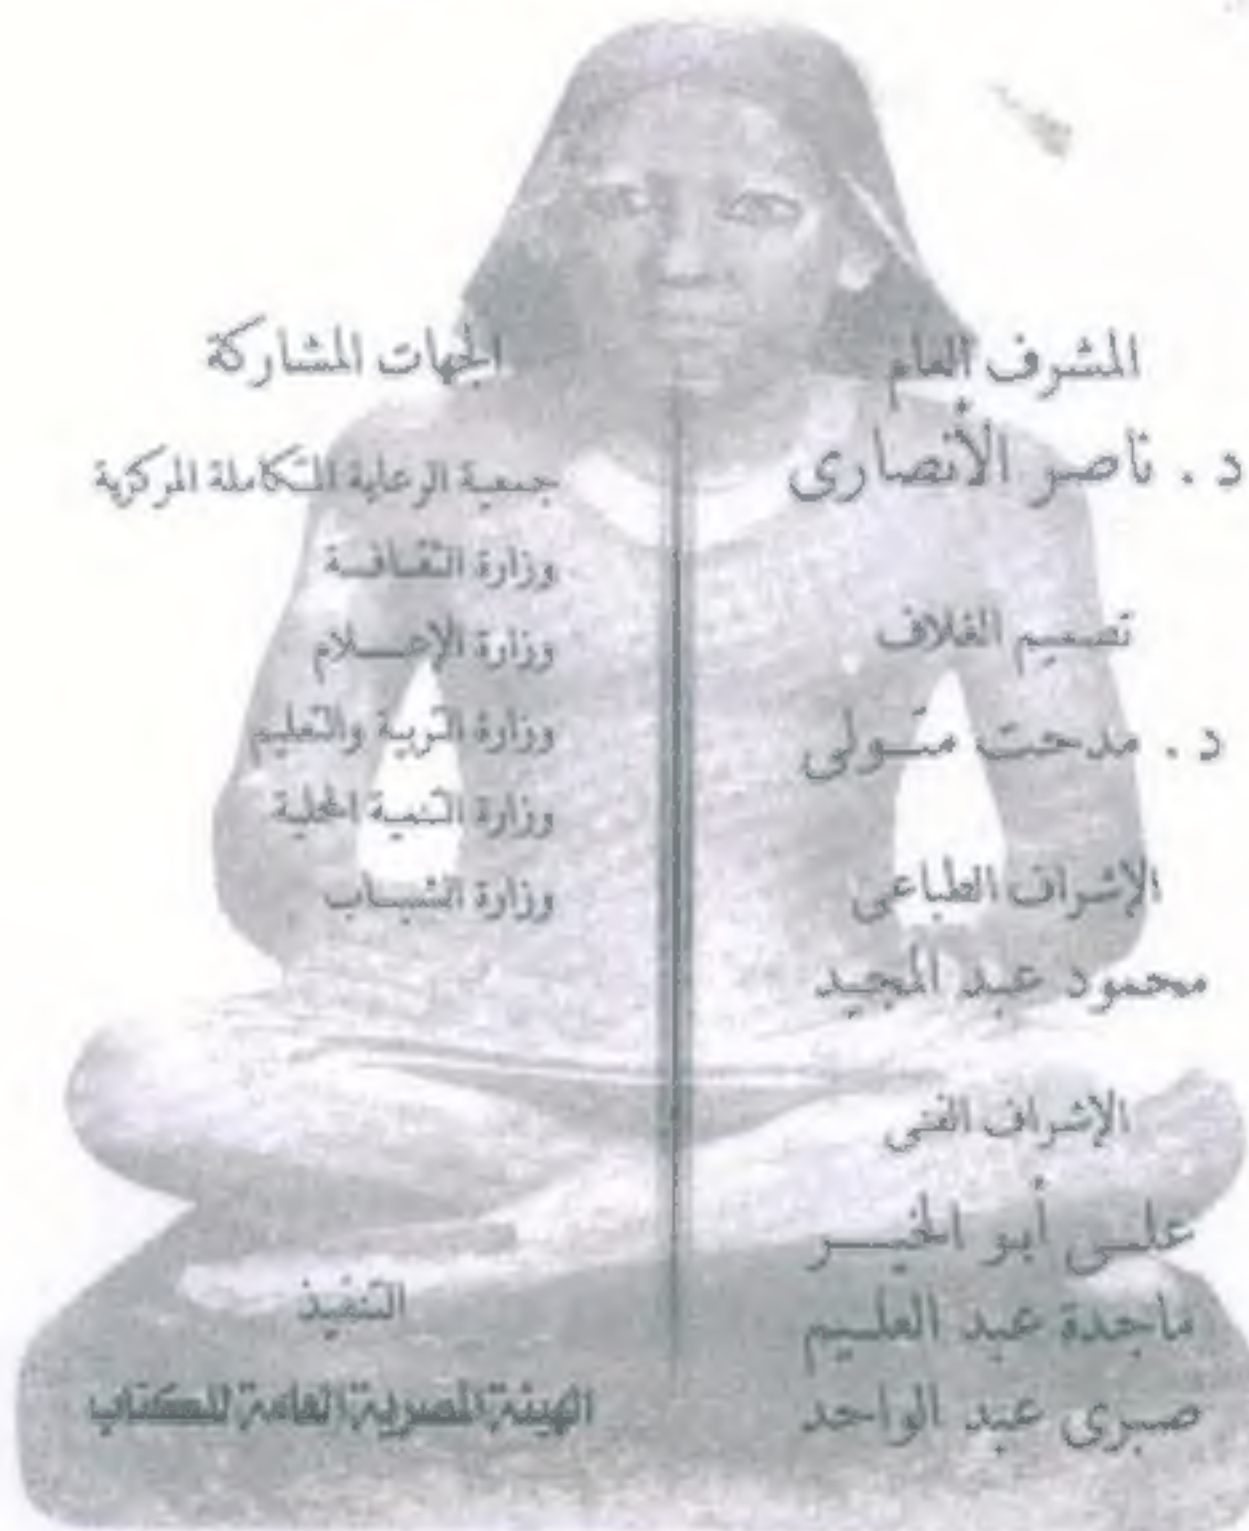 المشرف العام
د. ناصر الأنصارى
تصميم الغلاف
د. مدحت متولى
الإشراف الطباعى
محمود عبد المجيد
الإشراف الفنى
على أبو الخير
ماجدة عبد العليم
صبرى عبد الواحد
الجهات المشاركة
جمعية الرعاية المتكاملة المركزية
وزارة الثقافة
وزارة الإعلام
وزارة التربية والتعليم
وزارة التنمية المحلية
وزارة الشباب
التنفيذ
الهيئة المصرية العامة للكتاب